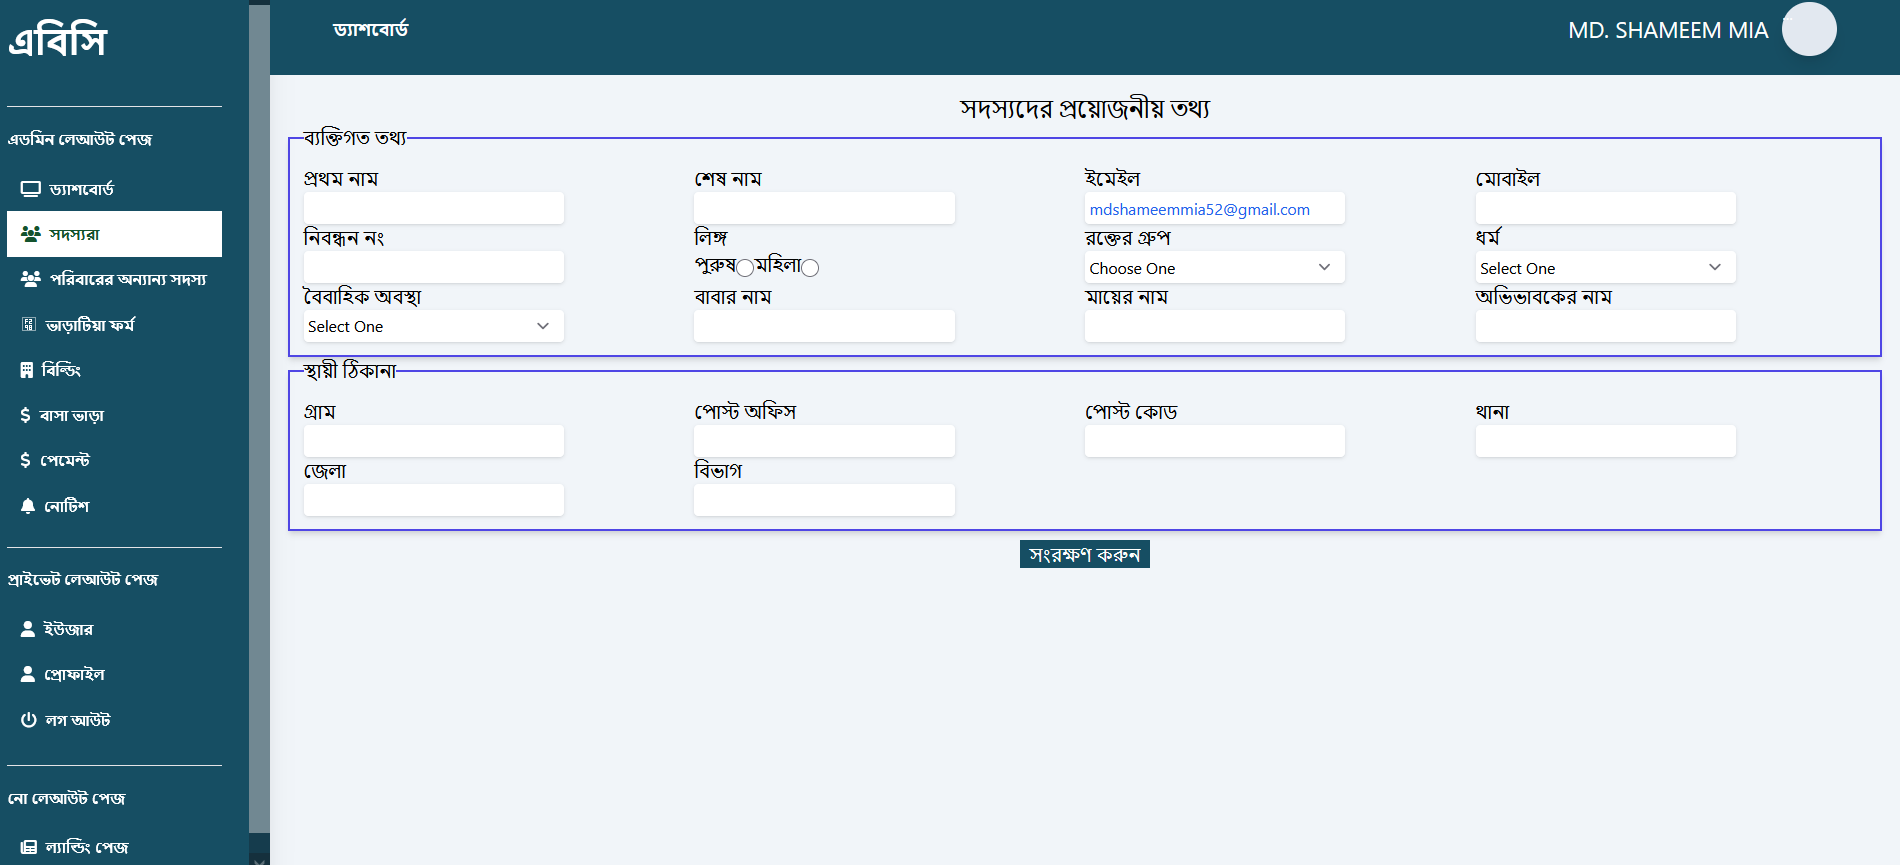 এবিসি
এডমিন লেআউট পেজ
ড্যাশবোর্ড
সদস্যরা
পরিবারের অন্যান্য সদস্য
ভাড়াটিয়া ফর্ম
বিল্ডিং
বাসা ভাড়া
পেমেন্ট
নোটিশ
প্রাইভেট লেআউট পেজ
ইউজার
প্রোফাইল
লগ আউট
নো লেআউট পেজ
ল্যান্ডিং পেজ
ড্যাশবোর্ড
MD. SHAMEEM MIA
সদস্যদের প্রয়োজনীয় তথ্য
ব্যক্তিগত তথ্য
প্রথম নাম শেষ নাম ইমেইল মোবাইল
mdshameemmia52@gmail.com
নিবন্ধন নং লিঙ্গ রক্তের গ্রুপ ধর্ম
পুরুষ মহিলা Choose One Select One
বৈবাহিক অবস্থা বাবার নাম মায়ের নাম অভিভাবকের নাম
Select One
স্থায়ী ঠিকানা
গ্রাম পোস্ট অফিস পোস্ট কোড থানা
জেলা বিভাগ
সংরক্ষণ করুন